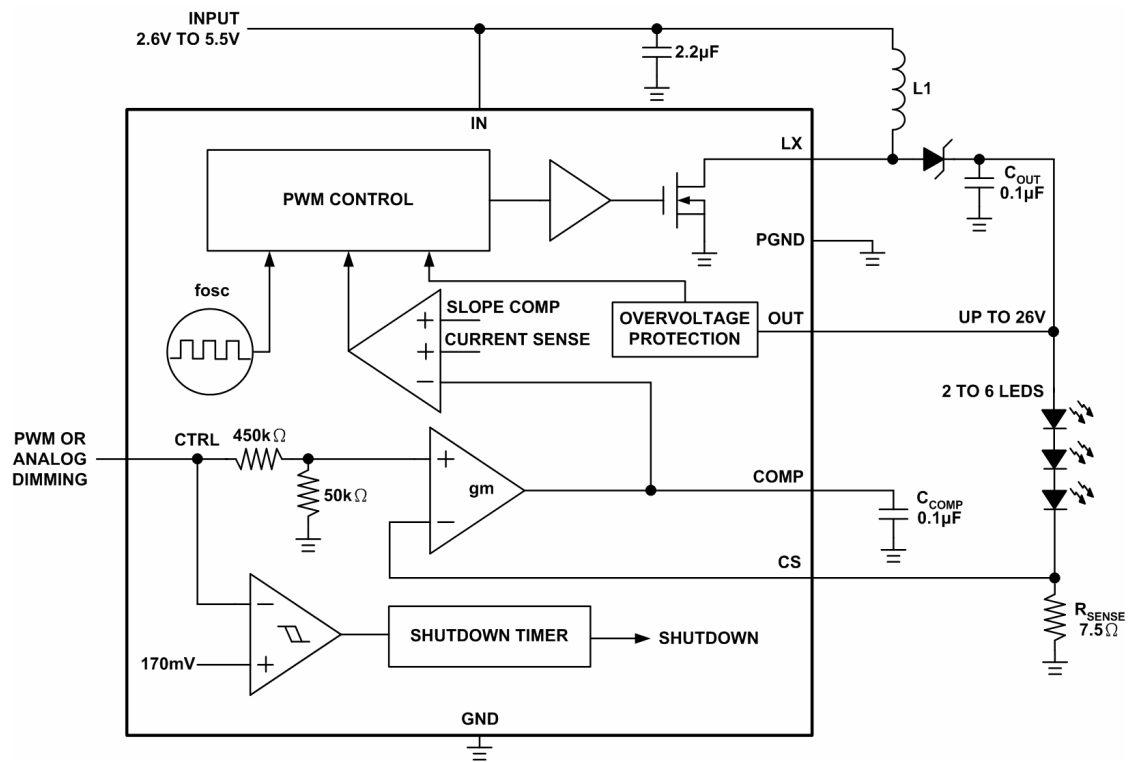 INPUT
2.6V TO 5.5V
2.2µF
L1
IN
LX
PWM CONTROL
COUT
0.1µF
PGND
fosc
SLOPE COMP
+
CURRENT SENSE
+
−
OVERVOLTAGE
PROTECTION
OUT
UP TO 26V
2 TO 6 LEDS
PWM OR
ANALOG
DIMMING
CTRL
450kΩ
50kΩ
+
gm
−
COMP
CCOMP
0.1µF
CS
RSENSE
7.5Ω
−
+
170mV
SHUTDOWN TIMER
SHUTDOWN
GND